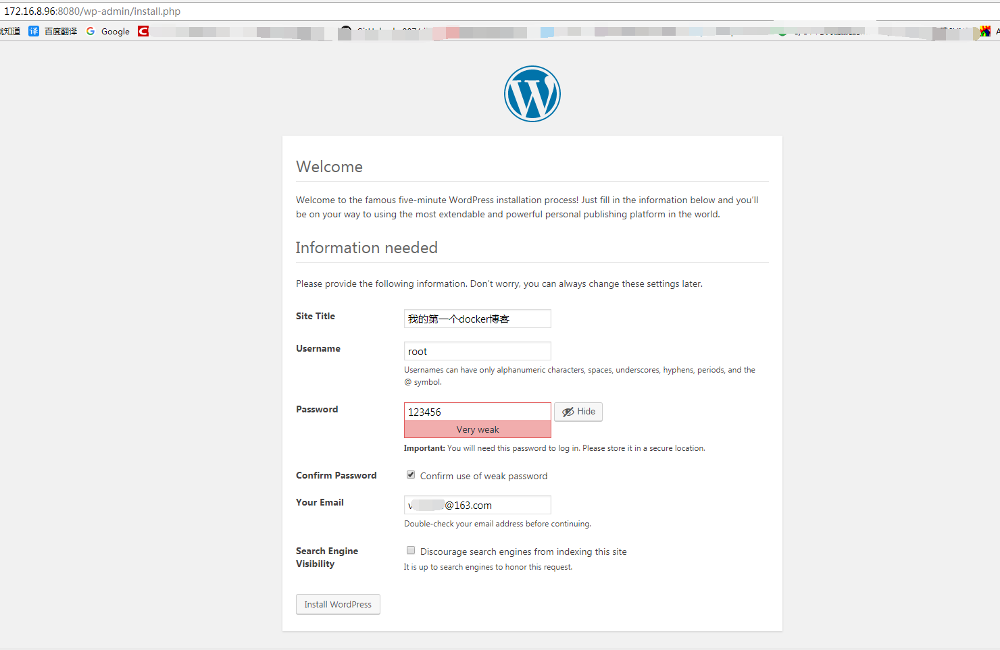 172.16.8.96:8080/wp-admin/install.php
知道 译 百度翻译 G Google C
W
Welcome
Welcome to the famous five-minute WordPress installation process! Just fill in the information below and you’ll
be on your way to using the most extendable and powerful personal publishing platform in the world.
Information needed
Please provide the following information. Don’t worry, you can always change these settings later.
Site Title 我的第一个docker博客
Username root
Usernames can have only alphanumeric characters, spaces, underscores, hyphens, periods, and the
@ symbol.
Password 123456 Hide
Very weak
Important: You will need this password to log in. Please store it in a secure location.
Confirm Password Confirm use of weak password
Your Email v @163.com
Double-check your email address before continuing.
Search Engine
Visibility
Discourage search engines from indexing this site
It is up to search engines to honor this request.
Install WordPress